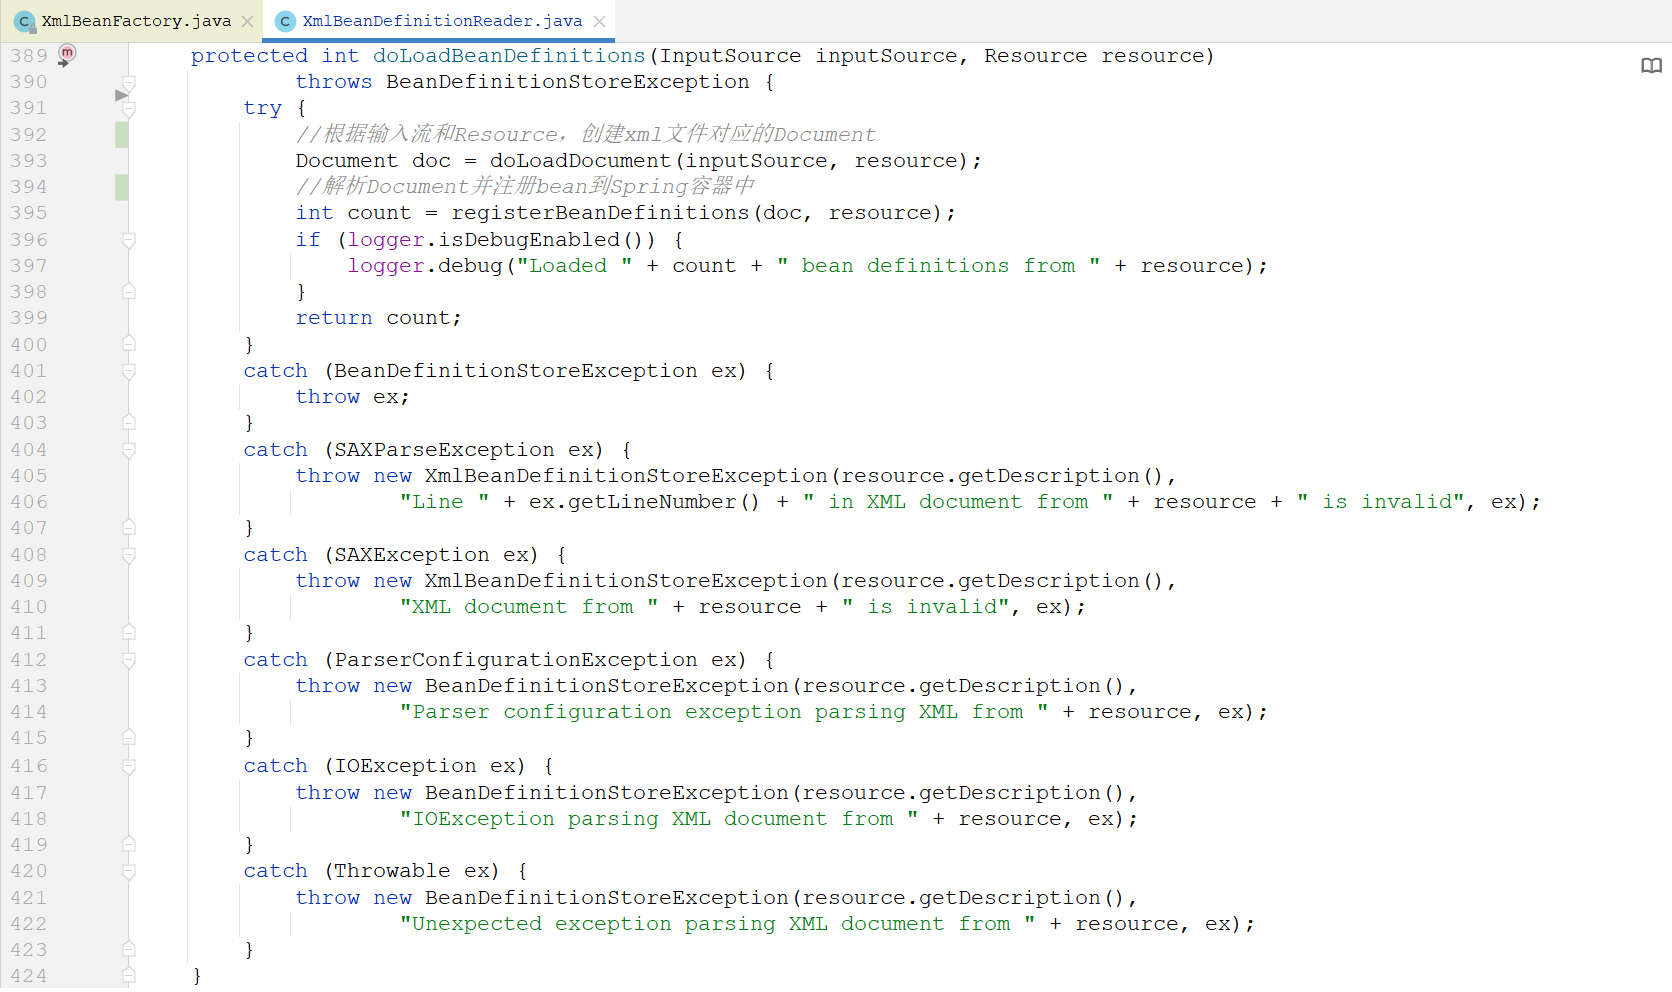 XmlBeanFactory.java XmlBeanDefinitionReader.java
389 protected int doLoadBeanDefinitions(InputSource inputSource, Resource resource)
390 throws BeanDefinitionStoreException {
391 try {
392 //根据输入流和Resource，创建xml文件对应的Document
393 Document doc = doLoadDocument(inputSource, resource);
394 //解析Document并注册bean到Spring容器中
395 int count = registerBeanDefinitions(doc, resource);
396 if (logger.isDebugEnabled()) {
397 logger.debug("Loaded " + count + " bean definitions from " + resource);
398 }
399 return count;
400 }
401 catch (BeanDefinitionStoreException ex) {
402 throw ex;
403 }
404 catch (SAXParseException ex) {
405 throw new XmlBeanDefinitionStoreException(resource.getDescription(),
406 "Line " + ex.getLineNumber() + " in XML document from " + resource + " is invalid", ex);
407 }
408 catch (SAXException ex) {
409 throw new XmlBeanDefinitionStoreException(resource.getDescription(),
410 "XML document from " + resource + " is invalid", ex);
411 }
412 catch (ParserConfigurationException ex) {
413 throw new BeanDefinitionStoreException(resource.getDescription(),
414 "Parser configuration exception parsing XML from " + resource, ex);
415 }
416 catch (IOException ex) {
417 throw new BeanDefinitionStoreException(resource.getDescription(),
418 "IOException parsing XML document from " + resource, ex);
419 }
420 catch (Throwable ex) {
421 throw new BeanDefinitionStoreException(resource.getDescription(),
422 "Unexpected exception parsing XML document from " + resource, ex);
423 }
424 }